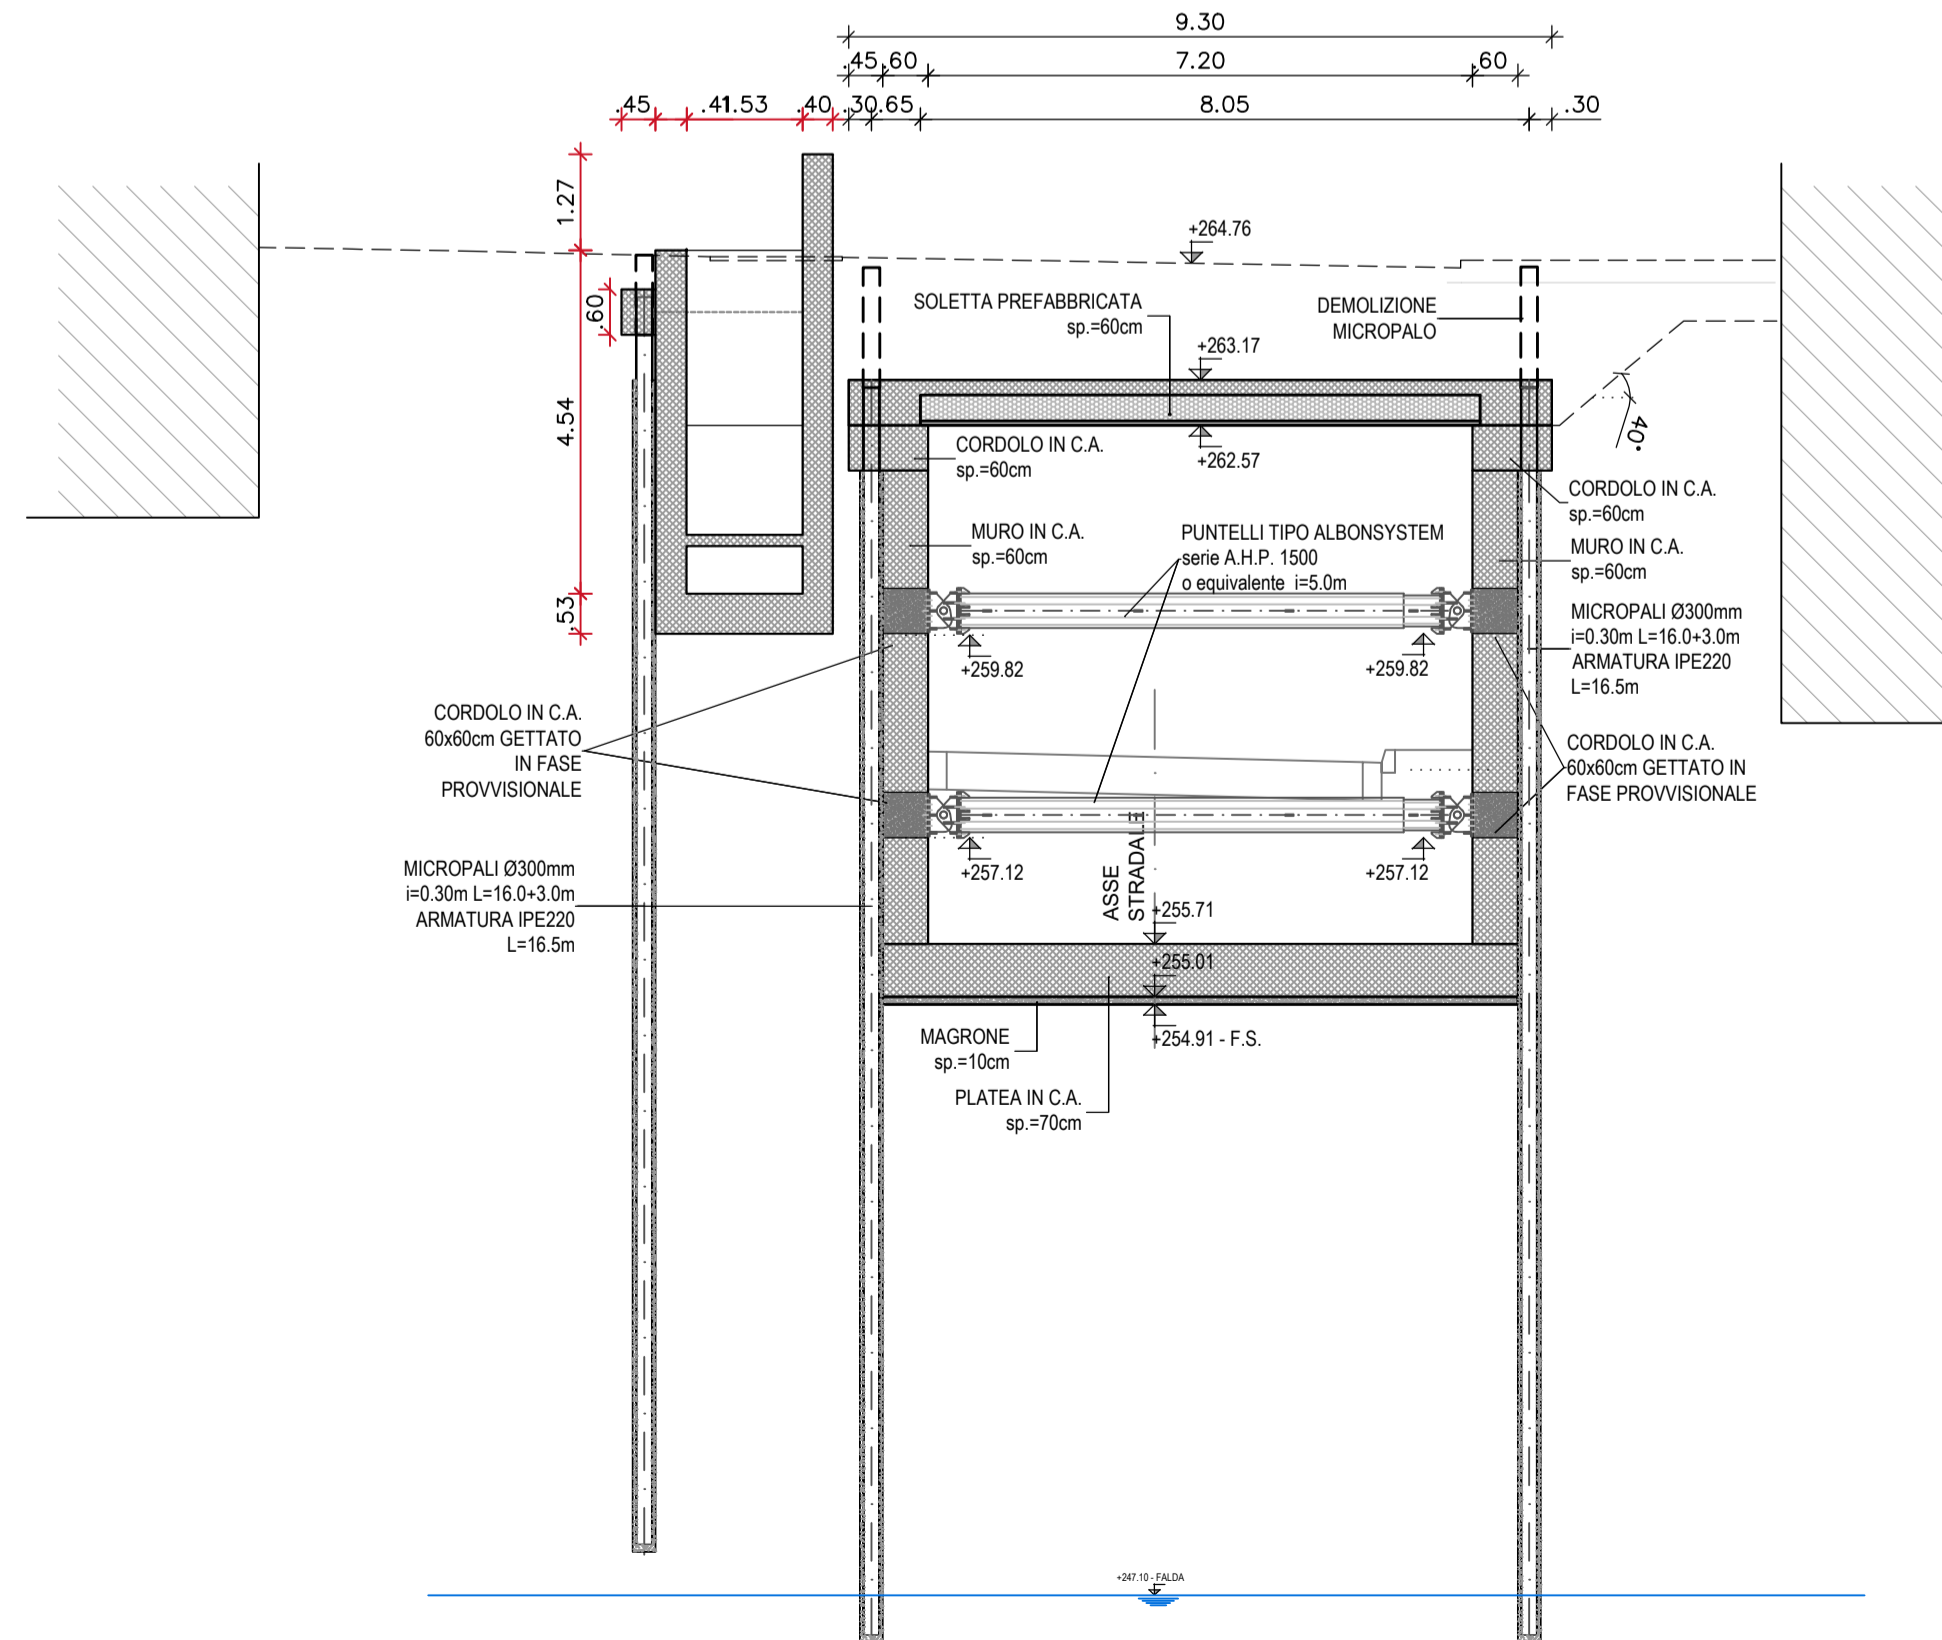 9.30
.45 .60 7.20 .60
.45 .41 1.53 .40 .30 .65 8.05 .30
1.27
.60
4.54
.53
+264.76
SOLETTA PREFABBRICATA
sp.=60cm
DEMOLIZIONE
MICROPALO
+263.17
+262.57
40°
CORDOLO IN C.A.
sp.=60cm
CORDOLO IN C.A.
sp.=60cm
MURO IN C.A.
sp.=60cm
PUNTELLI TIPO ALBONSYSTEM
serie A.H.P. 1500
o equivalente i=5.0m
MURO IN C.A.
sp.=60cm
MICROPALI Ø300mm
i=0.30m L=16.0+3.0m
ARMATURA IPE220
L=16.5m
+259.82
+259.82
CORDOLO IN C.A.
60x60cm GETTATO
IN FASE
PROVVISIONALE
CORDOLO IN C.A.
60x60cm GETTATO IN
FASE PROVVISIONALE
+257.12
+257.12
MICROPALI Ø300mm
i=0.30m L=16.0+3.0m
ARMATURA IPE220
L=16.5m
ASSE
STRADALE
+255.71
+255.01
+254.91 - F.S.
MAGRONE
sp.=10cm
PLATEA IN C.A.
sp.=70cm
+247.10 - FALDA